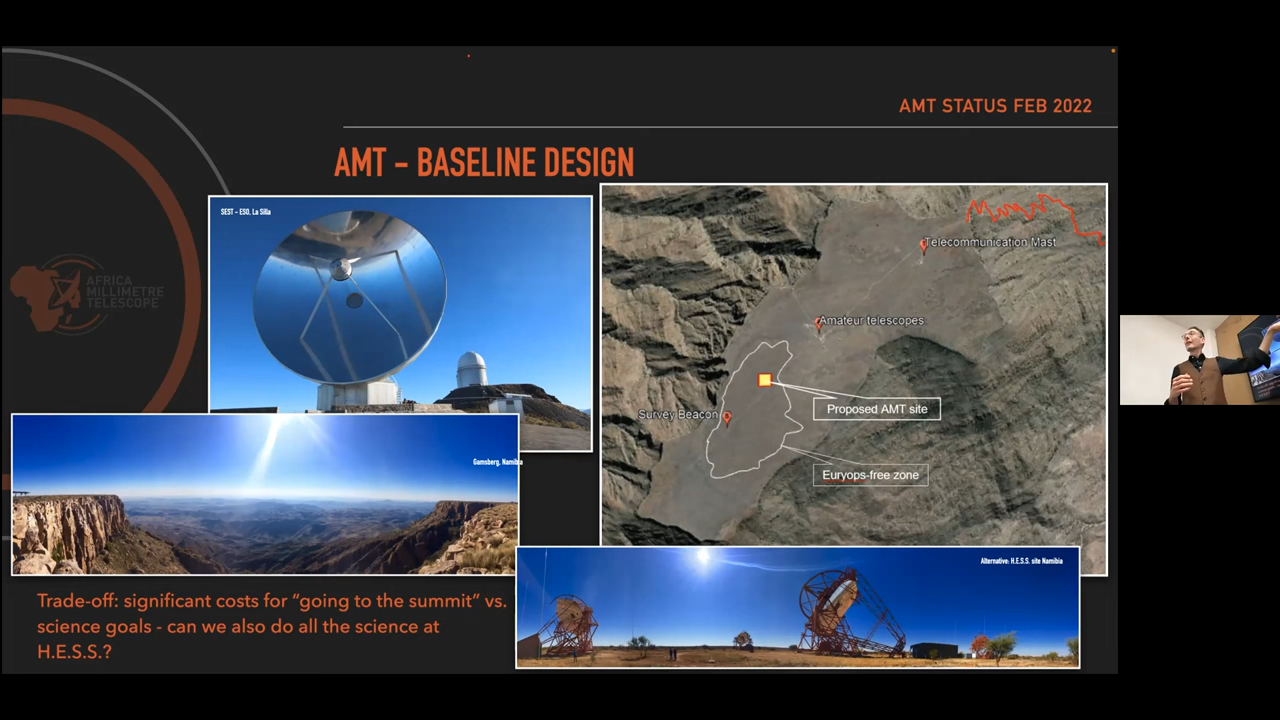 AMT STATUS FEB 2022
AMT – BASELINE DESIGN
SEST – ESO, La Silla
AFRICA
MILLIMETRE
TELESCOPE
Telecommunication Mast
Amateur telescopes
Survey Beacon
Proposed AMT site
Euryops-free zone
Gamsberg, Namibia
Alternative: H.E.S.S. site Namibia
Trade-off: significant costs for “going to the summit” vs.
science goals - can we also do all the science at
H.E.S.S.?